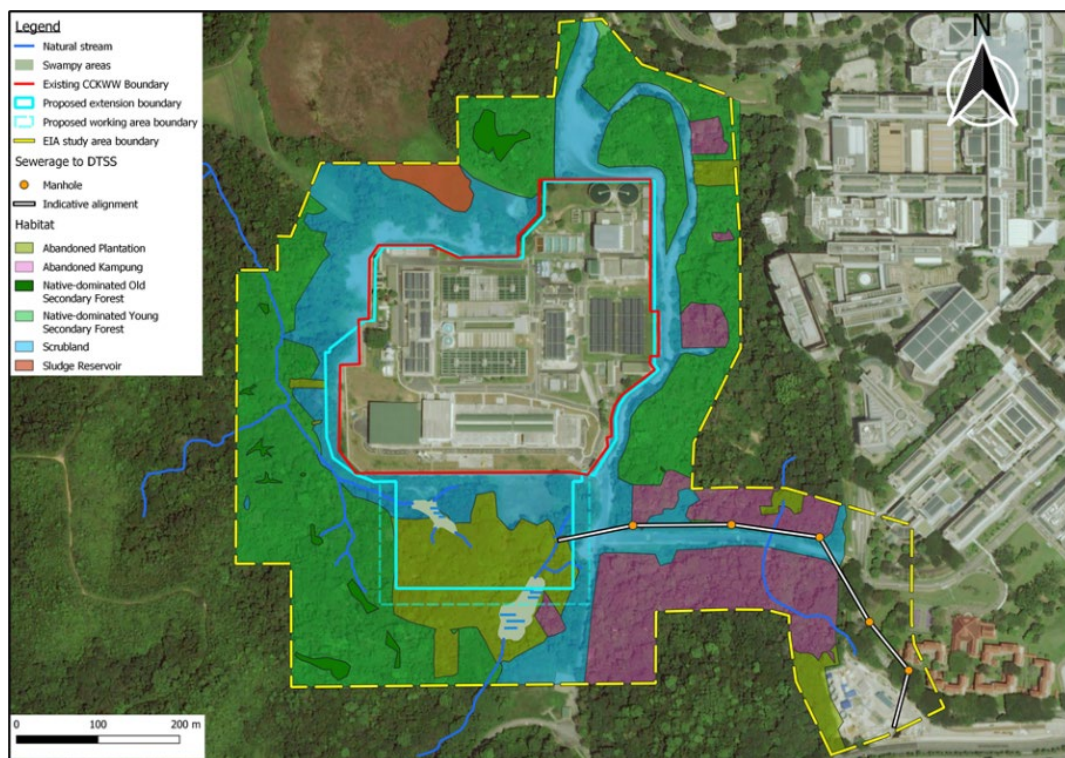 Legend
Natural stream
Swampy areas
Existing CCKWW Boundary
Proposed extension boundary
Proposed working area boundary
EIA study area boundary
Sewerage to DTSS
Manhole
Indicative alignment
Habitat
Abandoned Plantation
Abandoned Kampung
Native-dominated Old
Secondary Forest
Native-dominated Young
Secondary Forest
Scrubland
Sludge Reservoir
N
0 100 200 m